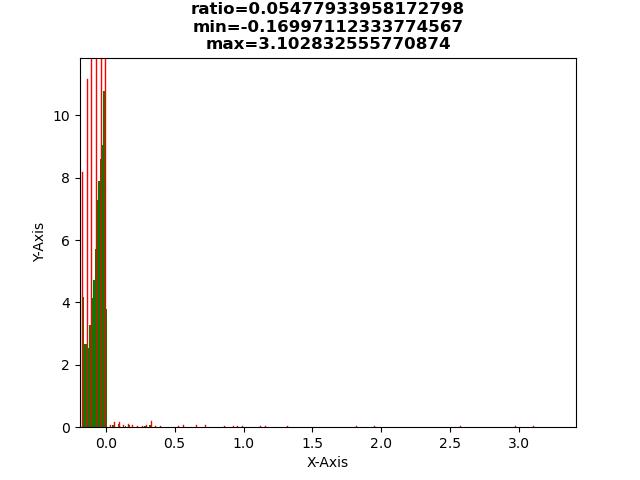 ratio=0.05477933958172798
min=-0.16997112333774567
max=3.102832555770874
Y-Axis
10
8
6
4
2
0
0.0 0.5 1.0 1.5 2.0 2.5 3.0
X-Axis